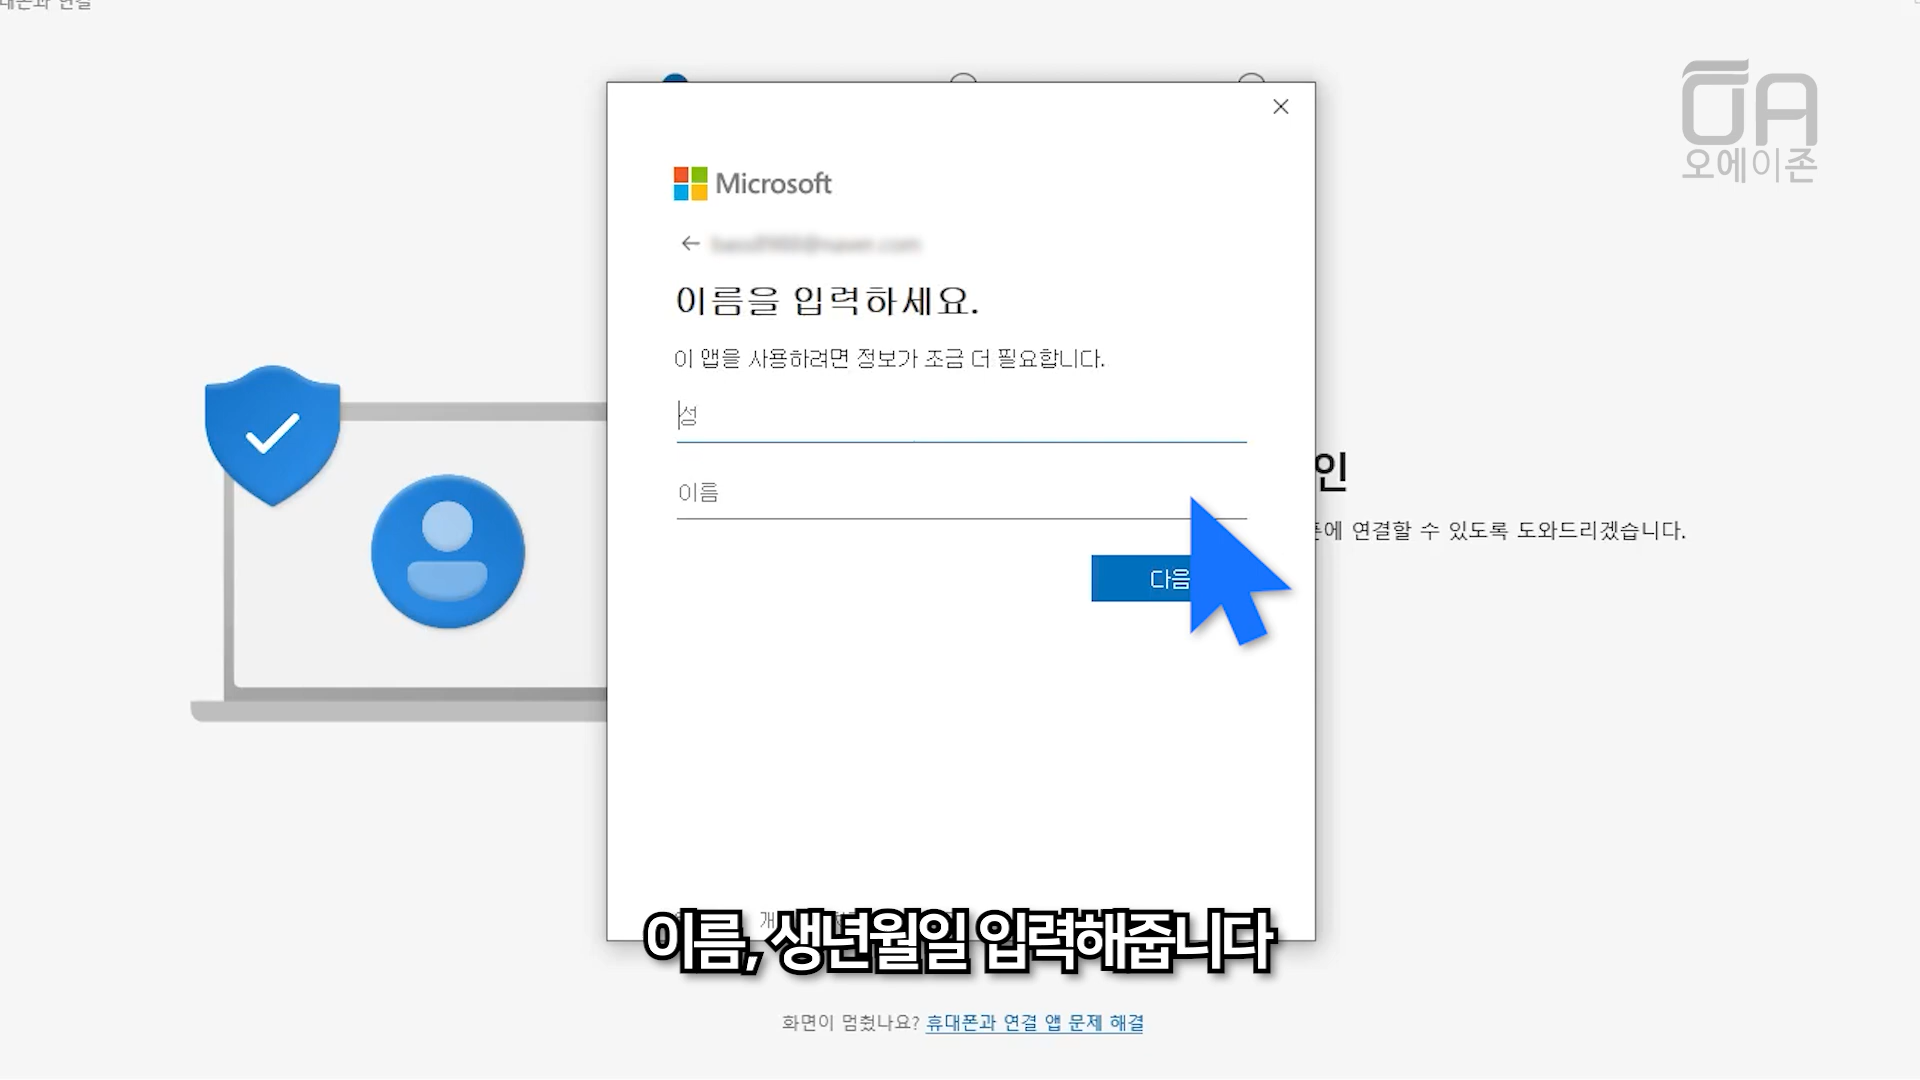 오에이존
Microsoft
이름을 입력하세요.
이 앱을 사용하려면 정보가 조금 더 필요합니다.
성
이름
인
에 연결할 수 있도록 도와드리겠습니다.
다음
이름, 생년월일 입력해줍니다
화면이 멈췄나요? 휴대폰과 연결 앱 문제 해결